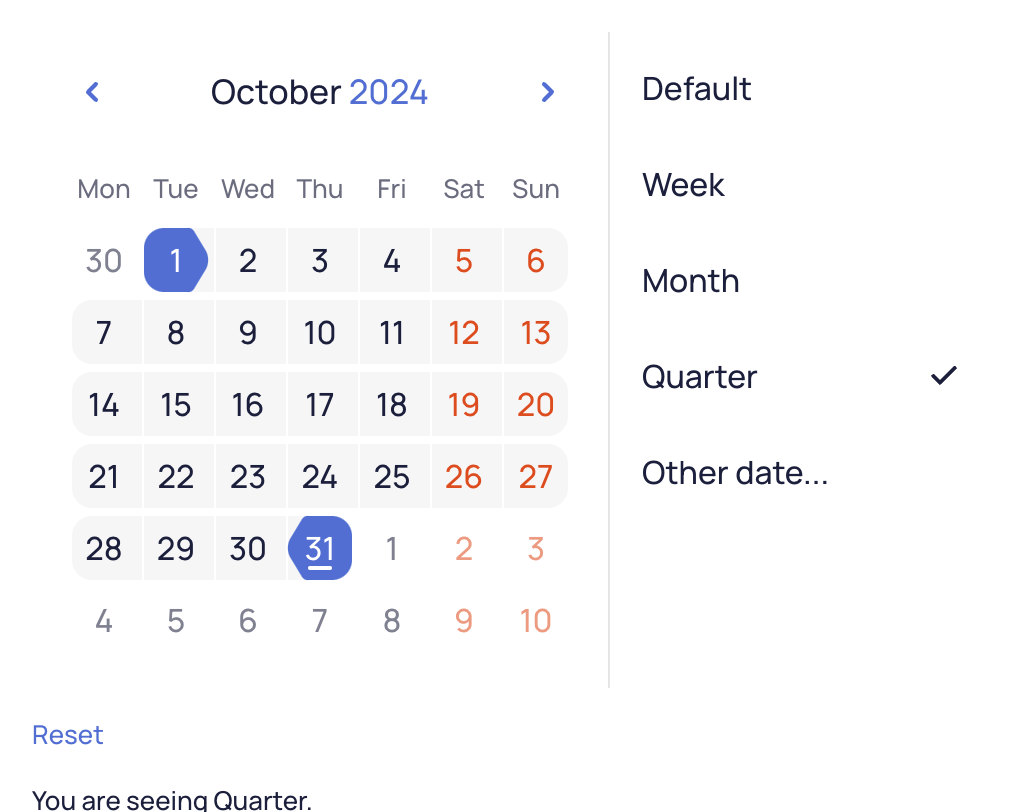 October 2024
Mon Tue Wed Thu Fri Sat Sun
30 1 2 3 4 5 6
7 8 9 10 11 12 13
14 15 16 17 18 19 20
21 22 23 24 25 26 27
28 29 30 31 1 2 3
4 5 6 7 8 9 10
Default
Week
Month
Quarter
Other date...
Reset
You are seeing Quarter.